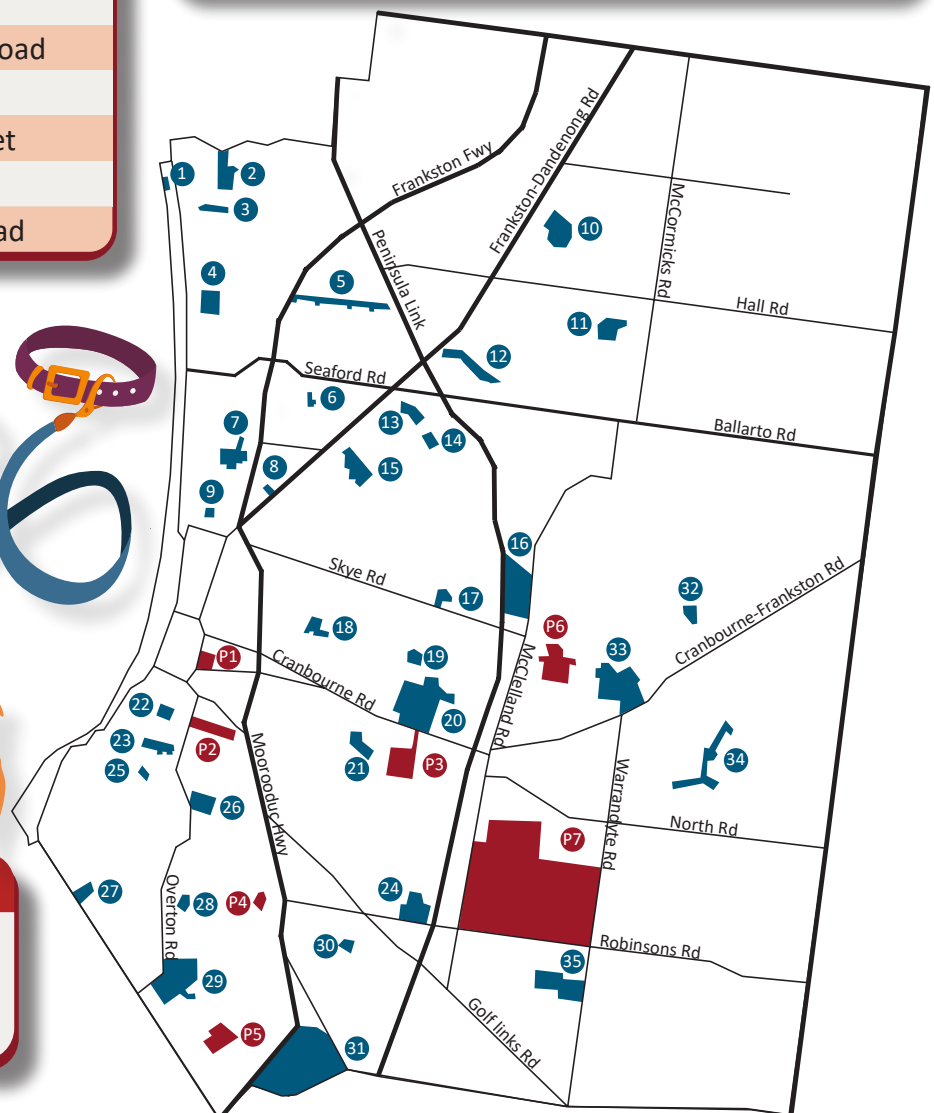 oad
et
ad
Frankston Fwy
Frankston-Dandenong Rd
McCormicks Rd
Peninsula Link
Hall Rd
Seaford Rd
Ballarto Rd
Skye Rd
Cranbourne Rd
Cranbourne-Frankston Rd
McClelland Rd
Moorooduc Hwy
Warrandyte Rd
North Rd
Overton Rd
Robinsons Rd
Golf links Rd
1
2
3
4
5
6
7
8
9
10
11
12
13
14
15
16
17
18
19
20
21
22
23
24
25
26
27
28
29
30
31
32
33
34
35
P1
P2
P3
P4
P5
P6
P7